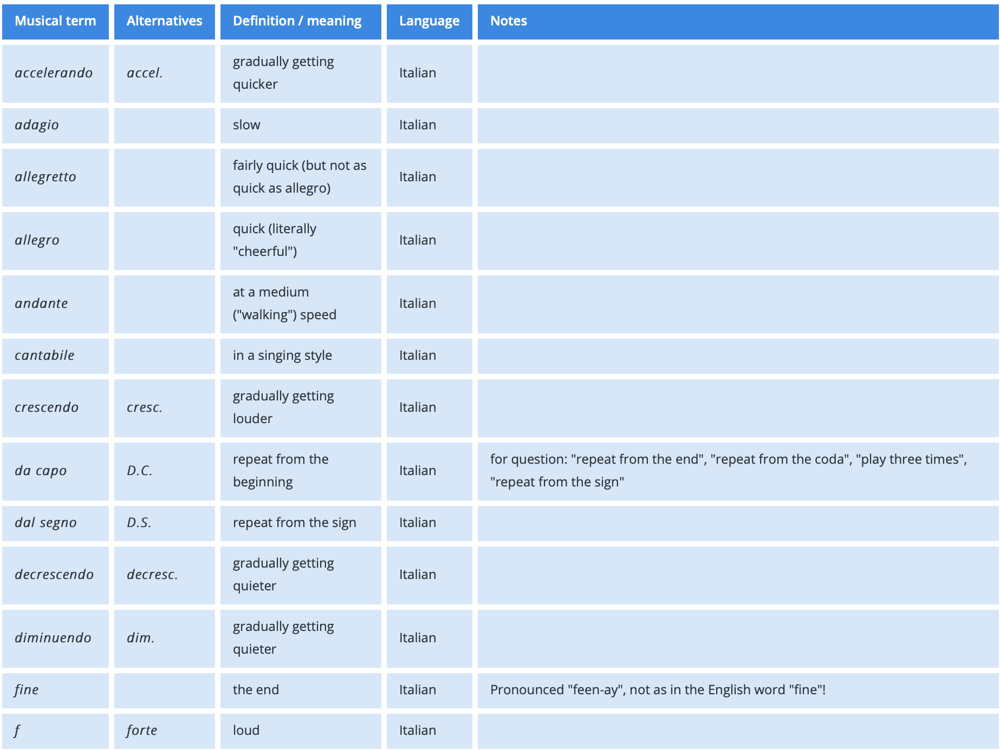 Musical term Alternatives Definition / meaning Language Notes
accelerando accel. gradually getting quicker Italian
adagio slow Italian
allegretto fairly quick (but not as quick as allegro) Italian
allegro quick (literally "cheerful") Italian
andante at a medium ("walking") speed Italian
cantabile in a singing style Italian
crescendo cresc. gradually getting louder Italian
da capo D.C. repeat from the beginning Italian for question: "repeat from the end", "repeat from the coda", "play three times", "repeat from the sign"
dal segno D.S. repeat from the sign Italian
decrescendo decresc. gradually getting quieter Italian
diminuendo dim. gradually getting quieter Italian
fine the end Italian Pronounced "feen-ay", not as in the English word "fine"!
f forte loud Italian